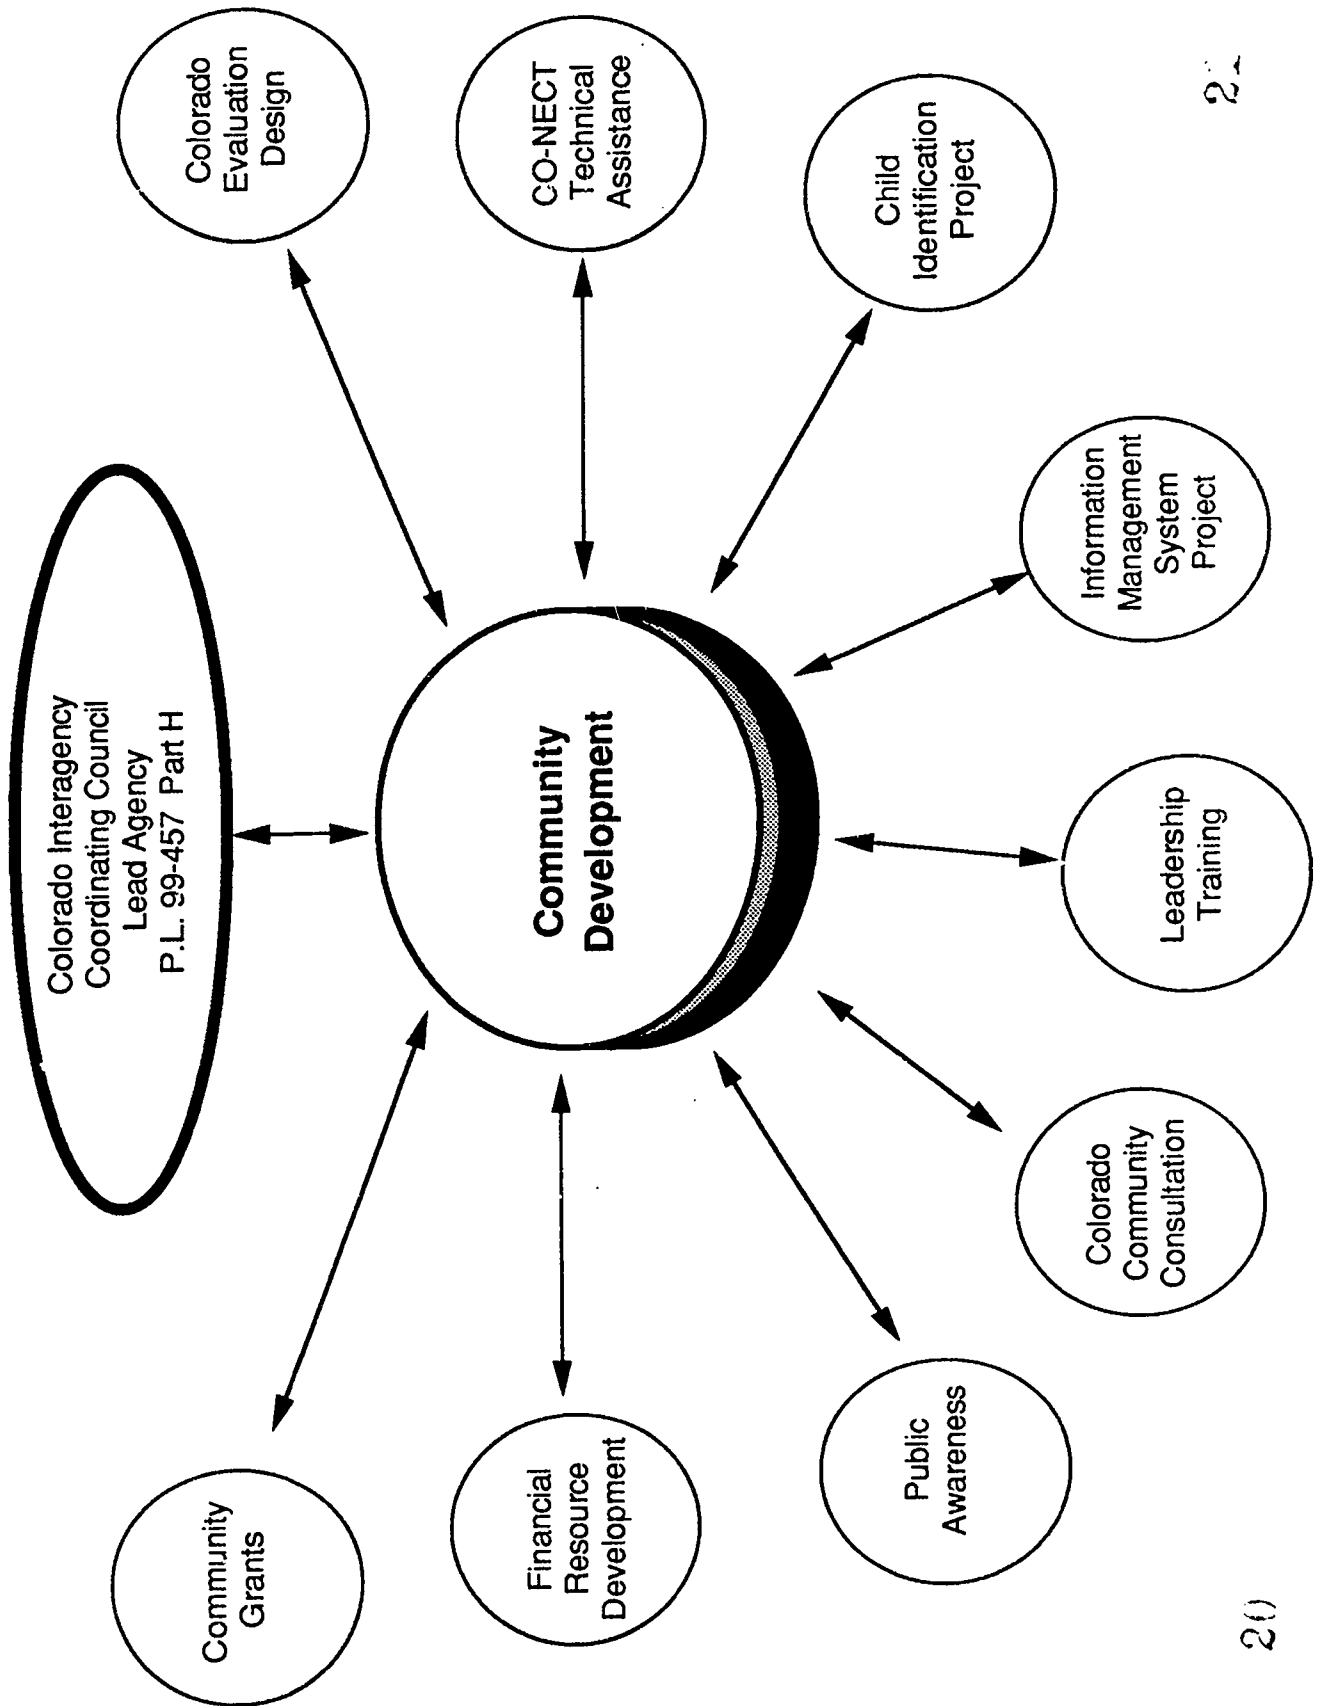 Colorado Interagency
Coordinating Council
Lead Agency
P.L. 99-457 Part H
Community
Grants
Colorado
Evaluation
Design
Community
Development
Financial
Resource
Development
CO-NECT
Technical
Assistance
Public
Awareness
Child
Identification
Project
Colorado
Community
Consultation
Leadership
Training
Information
Management
System
Project
20